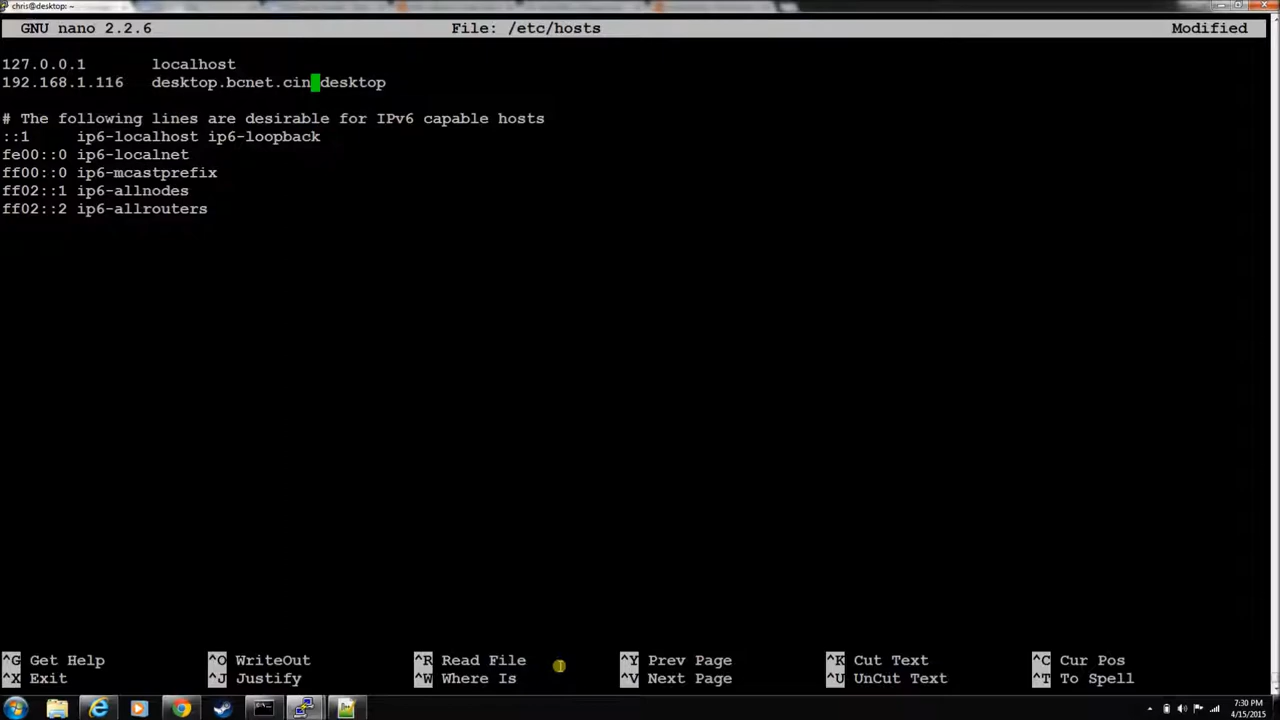 chris@desktop: ~
GNU nano 2.2.6 File: /etc/hosts Modified
127.0.0.1 localhost
192.168.1.116 desktop.bcnet.cin desktop
# The following lines are desirable for IPv6 capable hosts
::1 ip6-localhost ip6-loopback
fe00::0 ip6-localnet
ff00::0 ip6-mcastprefix
ff02::1 ip6-allnodes
ff02::2 ip6-allrouters
^G Get Help ^O WriteOut ^R Read File ^Y Prev Page ^K Cut Text ^C Cur Pos
^X Exit ^J Justify ^W Where Is ^V Next Page ^U UnCut Text ^T To Spell
7:30 PM
4/15/2015